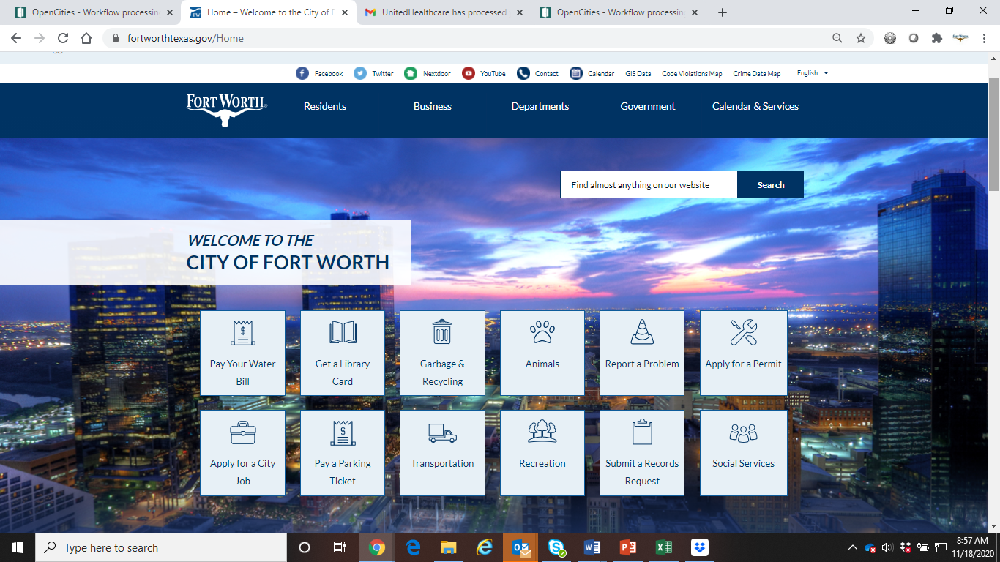 OpenCities - Workflow processin
Home – Welcome to the City of F
UnitedHealthcare has processed
OpenCities - Workflow processin
fortworthtexas.gov/Home
Facebook Twitter Nextdoor YouTube Contact Calendar GIS Data Code Violations Map Crime Data Map English
FORT WORTH®
Residents Business Departments Government Calendar & Services
Find almost anything on our website Search
WELCOME TO THE
CITY OF FORT WORTH
Pay Your Water
Bill
Get a Library
Card
Garbage &
Recycling
Animals
Report a Problem
Apply for a Permit
Apply for a City
Job
Pay a Parking
Ticket
Transportation
Recreation
Submit a Records
Request
Social Services
Type here to search
8:57 AM
11/18/2020